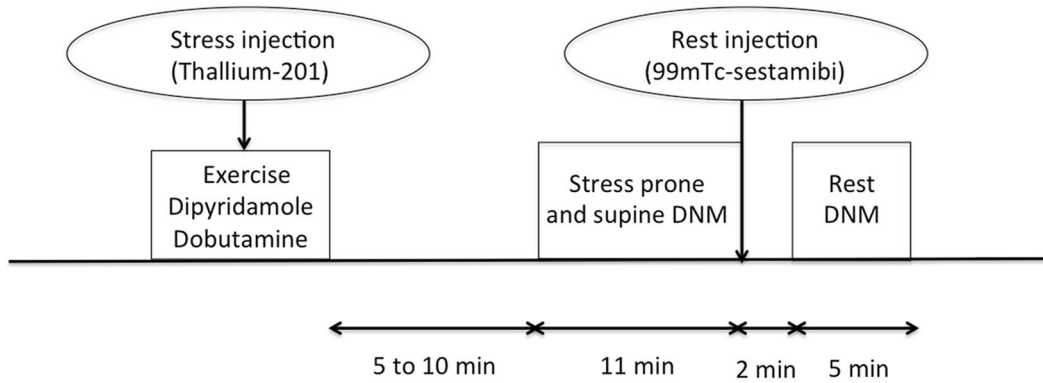 Stress injection
(Thallium-201)
Rest injection
(99mTc-sestamibi)
Exercise
Dipyridamole
Dobutamine
Stress prone
and supine DNM
Rest
DNM
5 to 10 min
11 min
2 min
5 min